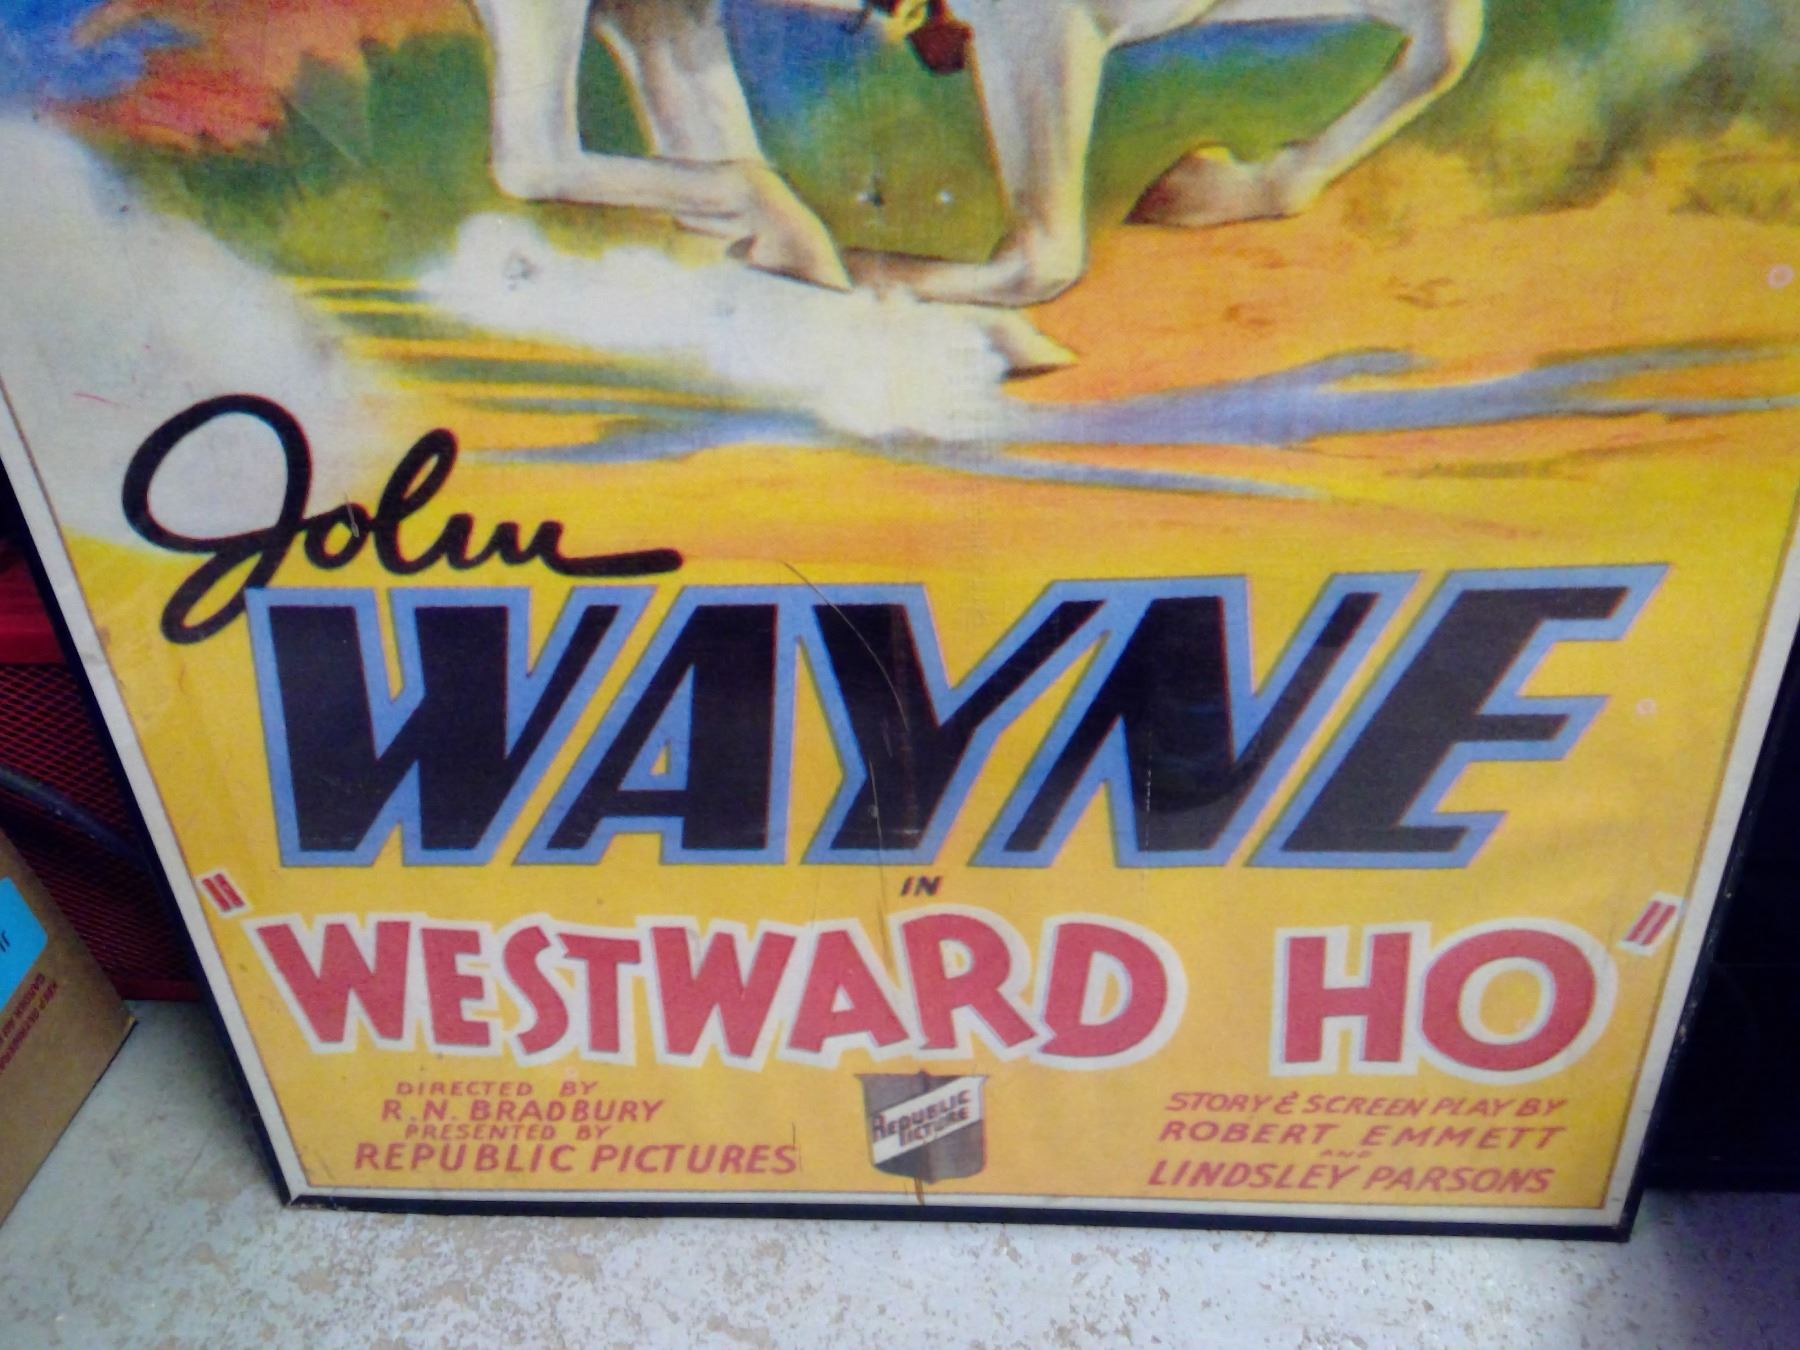 John
WAYNE
IN
"WESTWARD HO"
DIRECTED BY
R.N. BRADBURY
PRESENTED BY
REPUBLIC PICTURES
REPUBLIC
PICTURE
STORY & SCREEN PLAY BY
ROBERT EMMETT
AND
LINDSLEY PARSONS